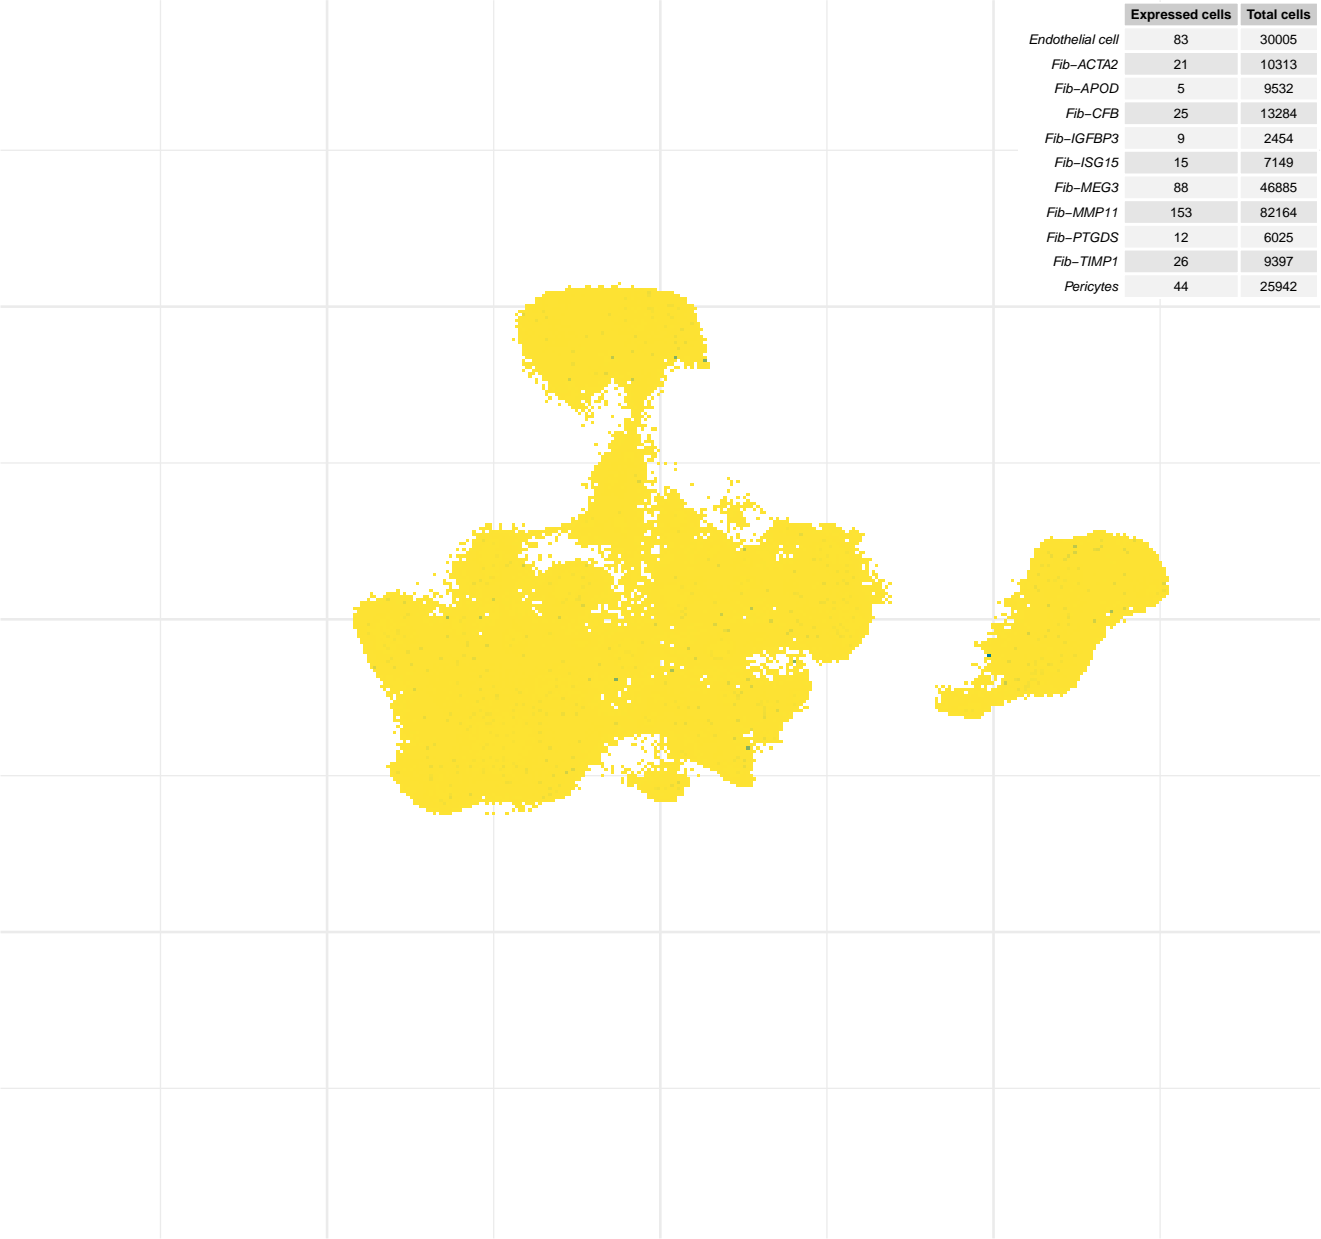 Expressed cells Total cells
Endothelial cell 83 30005
Fib−ACTA2 21 10313
Fib−APOD 5 9532
Fib−CFB 25 13284
Fib−IGFBP3 9 2454
Fib−ISG15 15 7149
Fib−MEG3 88 46885
Fib−MMP11 153 82164
Fib−PTGDS 12 6025
Fib−TIMP1 26 9397
Pericytes 44 25942